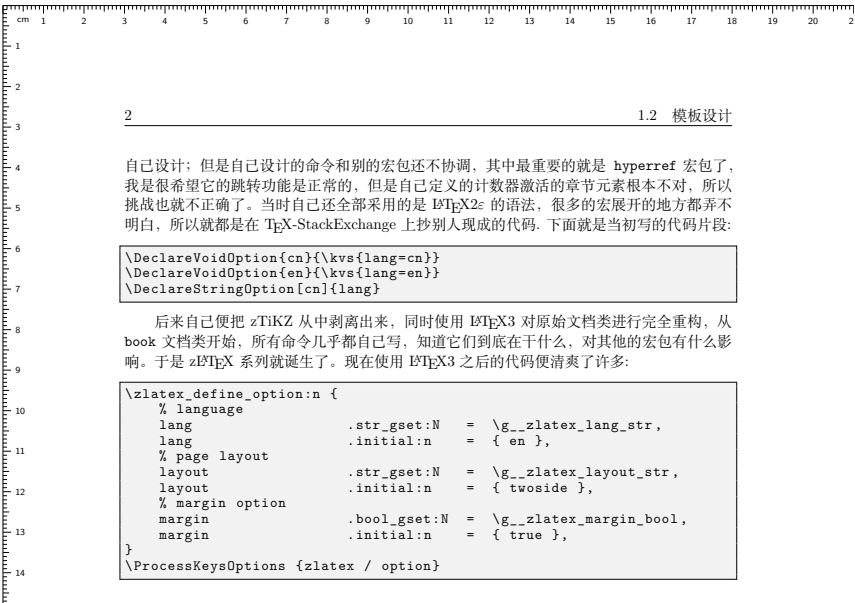 cm 1 2 3 4 5 6 7 8 9 10 11 12 13 14 15 16 17 18 19 20 2
1
2
3
4
5
6
7
8
9
10
11
12
13
14
2 1.2 模板设计
自己设计；但是自己设计的命令和别的宏包还不协调，其中最重要的就是 hyperref 宏包了，
我是很希望它的跳转功能是正常的，但是自己定义的计数器激活的章节元素根本不对，所以
挑战也就不正确了。当时自己还全部采用的是 LATEX2ε 的语法，很多的宏展开的地方都弄不
明白，所以就都是在 TEX-StackExchange 上抄别人现成的代码. 下面就是当初写的代码片段:
\DeclareVoidOption{cn}{\kvs{lang=cn}}
\DeclareVoidOption{en}{\kvs{lang=en}}
\DeclareStringOption[cn]{lang}
后来自己便把 zTiKZ 从中剥离出来，同时使用 LATEX3 对原始文档类进行完全重构，从
book 文档类开始，所有命令几乎都自己写，知道它们到底在干什么，对其他的宏包有什么影
响。于是 zLATEX 系列就诞生了。现在使用 LATEX3 之后的代码便清爽了许多:
\zlatex_define_option:n {
% language
lang .str_gset:N = \g__zlatex_lang_str,
lang .initial:n = { en },
% page layout
layout .str_gset:N = \g__zlatex_layout_str,
layout .initial:n = { twoside },
% margin option
margin .bool_gset:N = \g__zlatex_margin_bool,
margin .initial:n = { true },
}
\ProcessKeysOptions {zlatex / option}